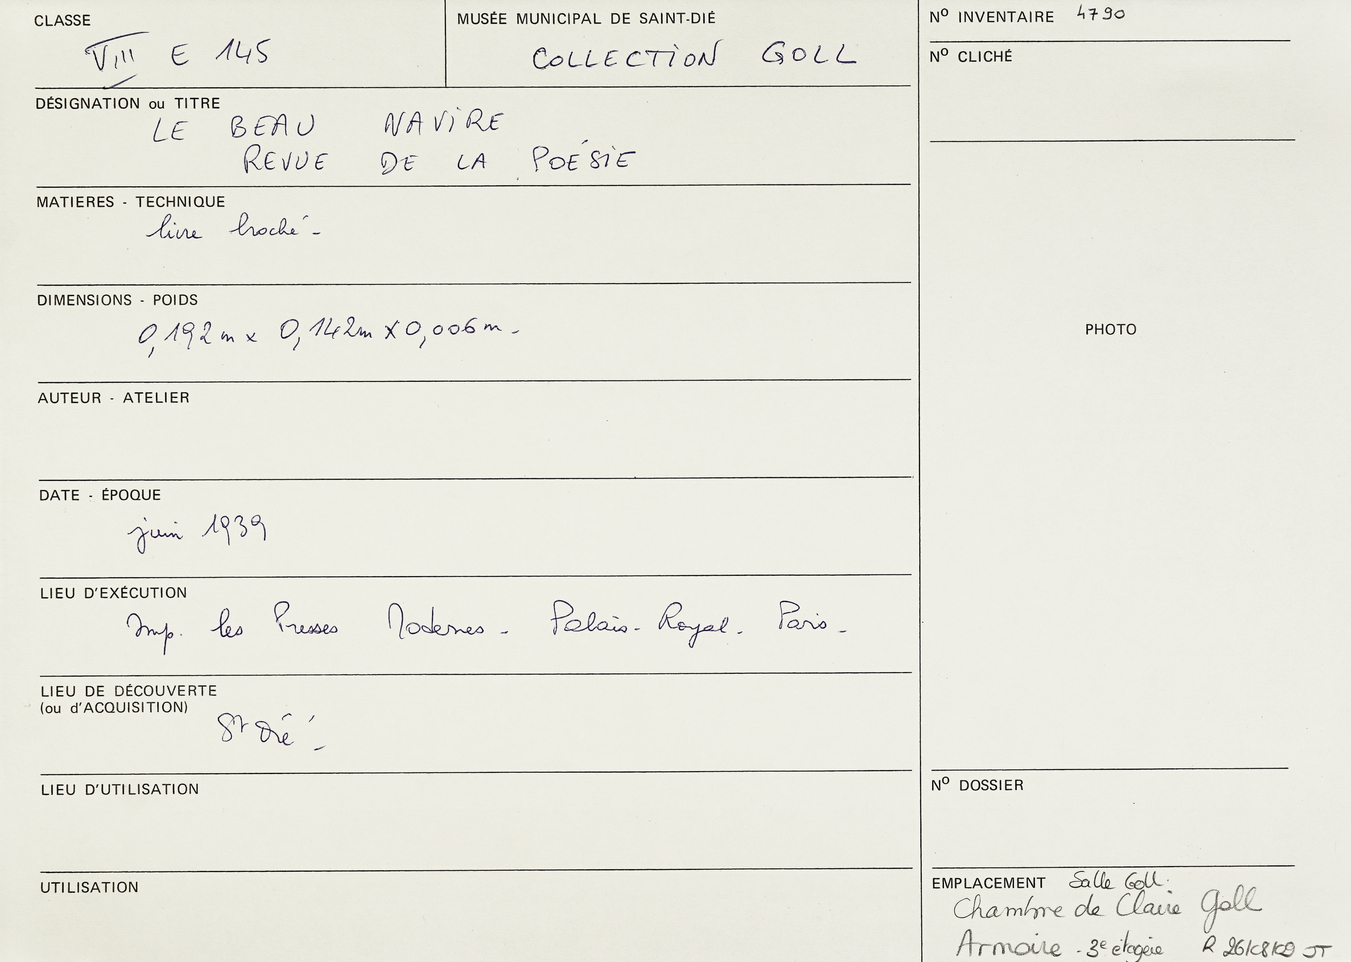 CLASSE
VIII E 145
MUSÉE MUNICIPAL DE SAINT-DIÉ
COLLECTION GOLL
Nº INVENTAIRE 4790
Nº CLICHÉ
DÉSIGNATION ou TITRE
LE BEAU NAVIRE
REVUE DE LA POÉSIE
MATIERES - TECHNIQUE
livre broché -
DIMENSIONS - POIDS
0,192 m x 0,142m X 0,006 m -
PHOTO
AUTEUR - ATELIER
DATE - ÉPOQUE
juin 1939
LIEU D'EXÉCUTION
Imp. les Presses Modernes - Palais - Royal - Paris -
LIEU DE DÉCOUVERTE
(ou d'ACQUISITION)
St Dié -
LIEU D'UTILISATION
Nº DOSSIER
UTILISATION
EMPLACEMENT Salle Goll.
Chambre de Claire Goll
Armoire - 3e étagère R 26/08/09 JT